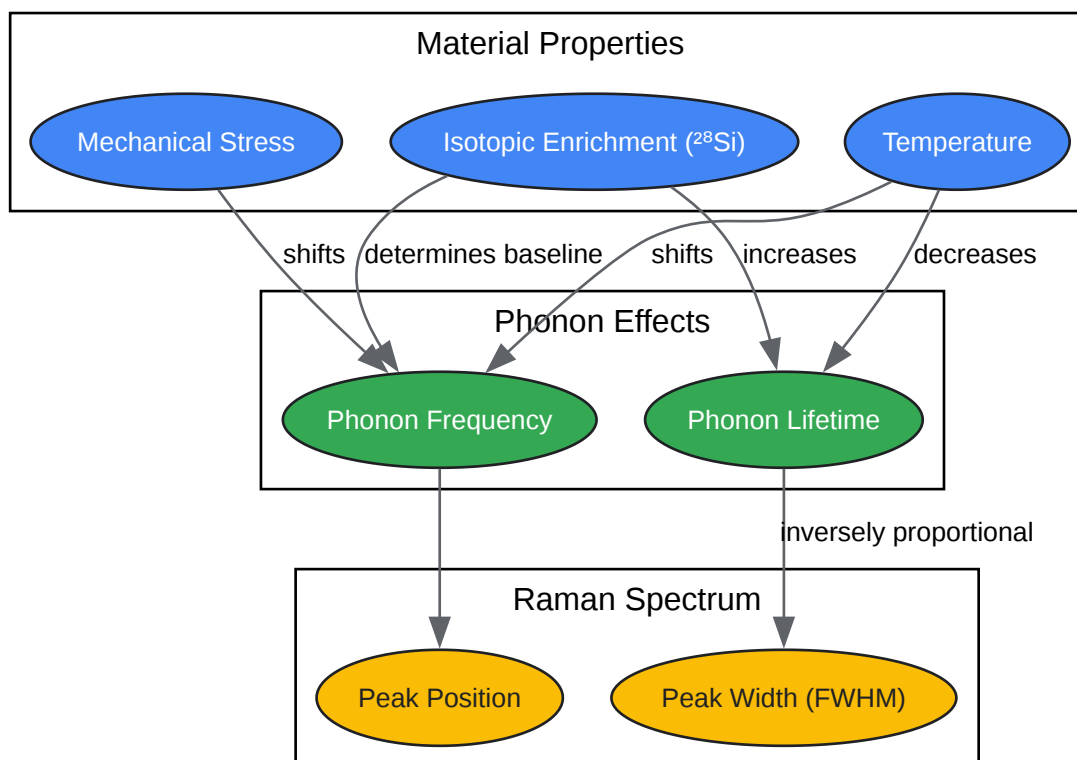 Material Properties
Mechanical Stress
Isotopic Enrichment (²⁸Si)
Temperature
shifts
determines baseline
shifts
increases
decreases
Phonon Effects
Phonon Frequency
Phonon Lifetime
inversely proportional
Raman Spectrum
Peak Position
Peak Width (FWHM)